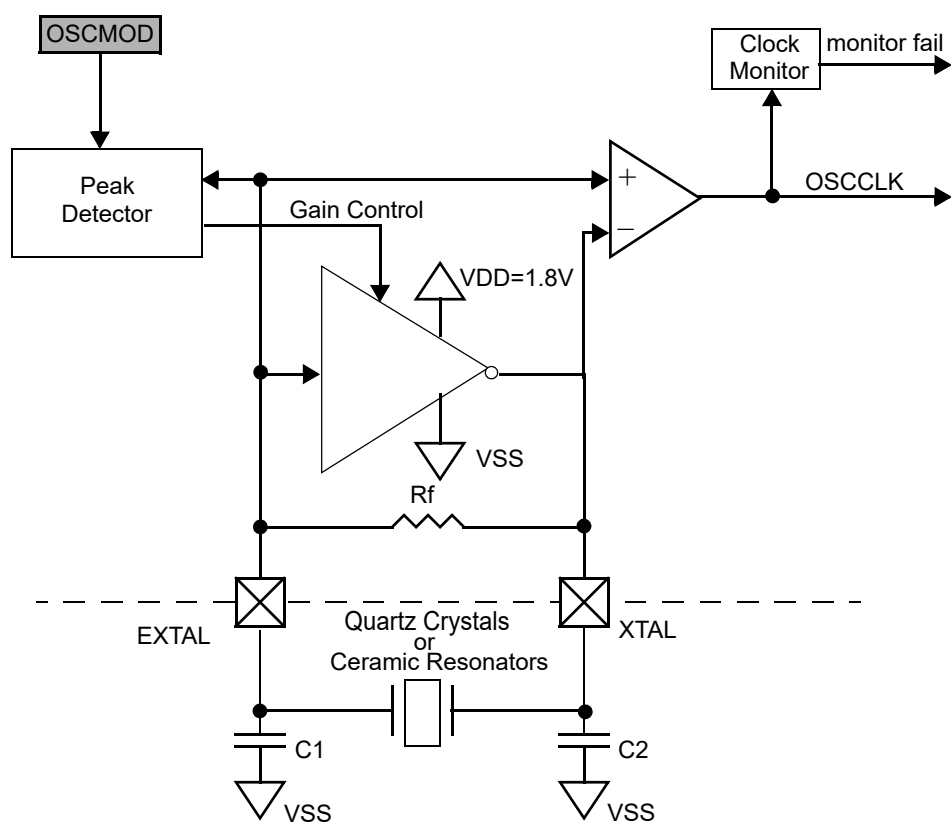 OSCMOD
Clock
Monitor
monitor fail
Peak
Detector
+
OSCCLK
Gain Control
−
VDD=1.8V
VSS
Rf
EXTAL
Quartz Crystals
or
Ceramic Resonators
XTAL
C1
C2
VSS
VSS